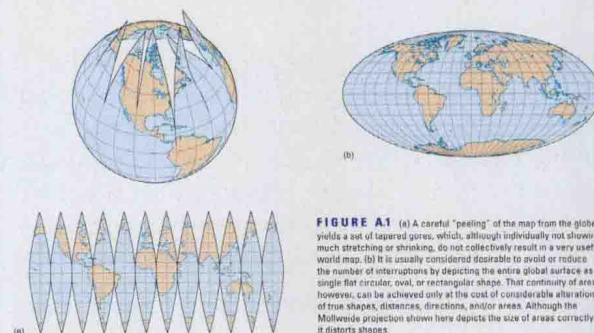 (b)
FIGURE A.1 (a) A careful "peeling" of the map from the globe
yields a set of tapered gores, which, although individually not showing
much stretching or shrinking, do not collectively result in a very useful
world map. (b) It is usually considered desirable to avoid or reduce
the number of interruptions by depicting the entire global surface as
single flat circular, oval, or rectangular shape. That continuity of area
however, can be achieved only at the cost of considerable alteration
of true shapes, distances, directions, and/or areas. Although the
Mollweide projection shown here depicts the size of areas correctly
it distorts shapes.
(a)